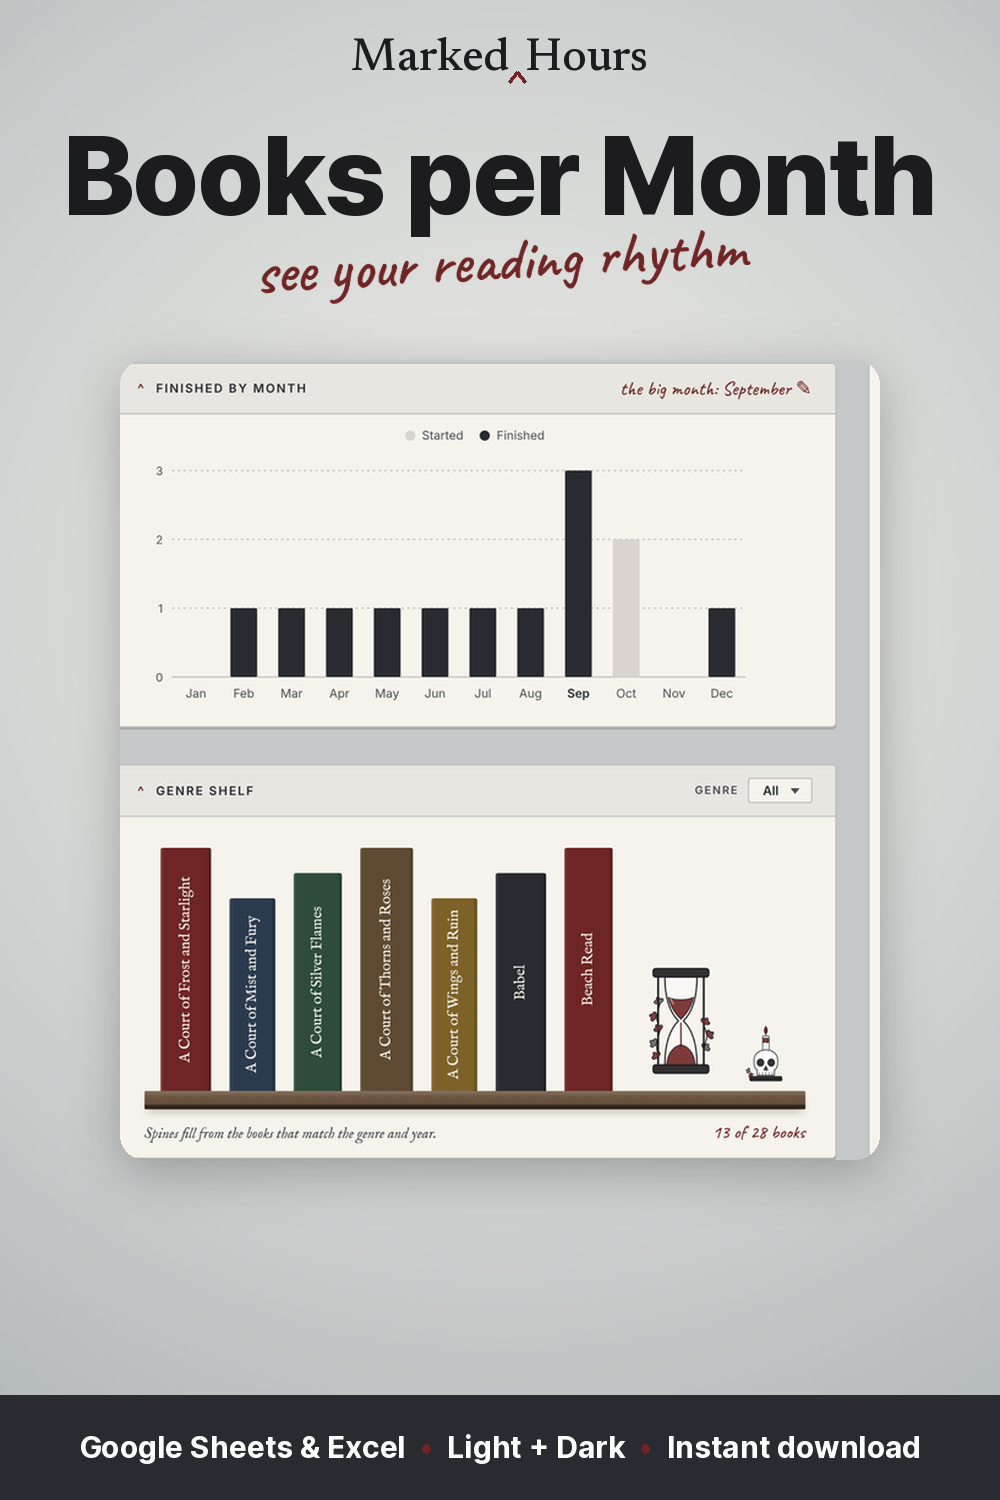 Marked‸Hours
Books per Month
see your reading rhythm
^ FINISHED BY MONTH
the big month: September ✎
Started Finished
3
2
1
0
Jan Feb Mar Apr May Jun Jul Aug Sep Oct Nov Dec
^ GENRE SHELF
GENRE All ▼
A Court of Frost and Starlight
A Court of Mist and Fury
A Court of Silver Flames
A Court of Thorns and Roses
A Court of Wings and Ruin
Babel
Beach Read
Spines fill from the books that match the genre and year.
13 of 28 books
Google Sheets & Excel • Light + Dark • Instant download